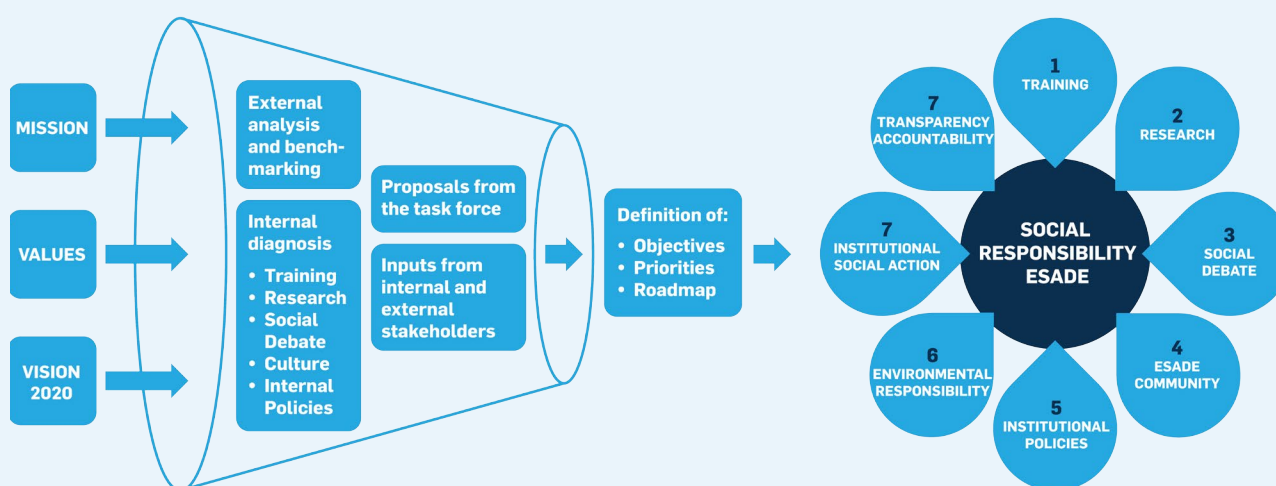 MISSION
VALUES
VISION
2020
External
analysis
and bench-
marking
Internal
diagnosis
• Training
• Research
• Social
Debate
• Culture
• Internal
Policies
Proposals from
the task force
Inputs from
internal and
external
stakeholders
Definition of:
• Objectives
• Priorities
• Roadmap
SOCIAL
RESPONSIBILITY
ESADE
1
TRAINING
2
RESEARCH
3
SOCIAL
DEBATE
4
ESADE
COMMUNITY
5
INSTITUTIONAL
POLICIES
6
ENVIRONMENTAL
RESPONSIBILITY
7
INSTITUTIONAL
SOCIAL ACTION
7
TRANSPARENCY
ACCOUNTABILITY